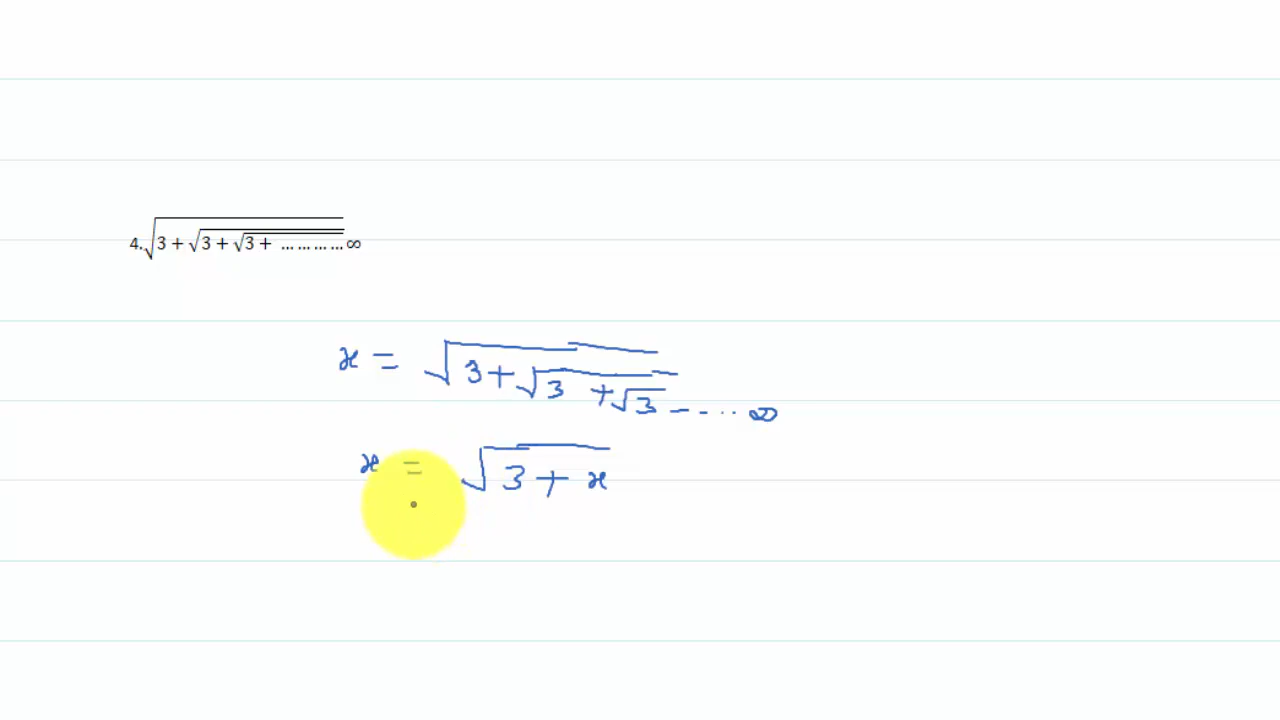 4.√3 + √3 + √3 + ... ... ... ... ∞
x = √3 + √3 + √3 - - - . . ∞
x = √3 + x